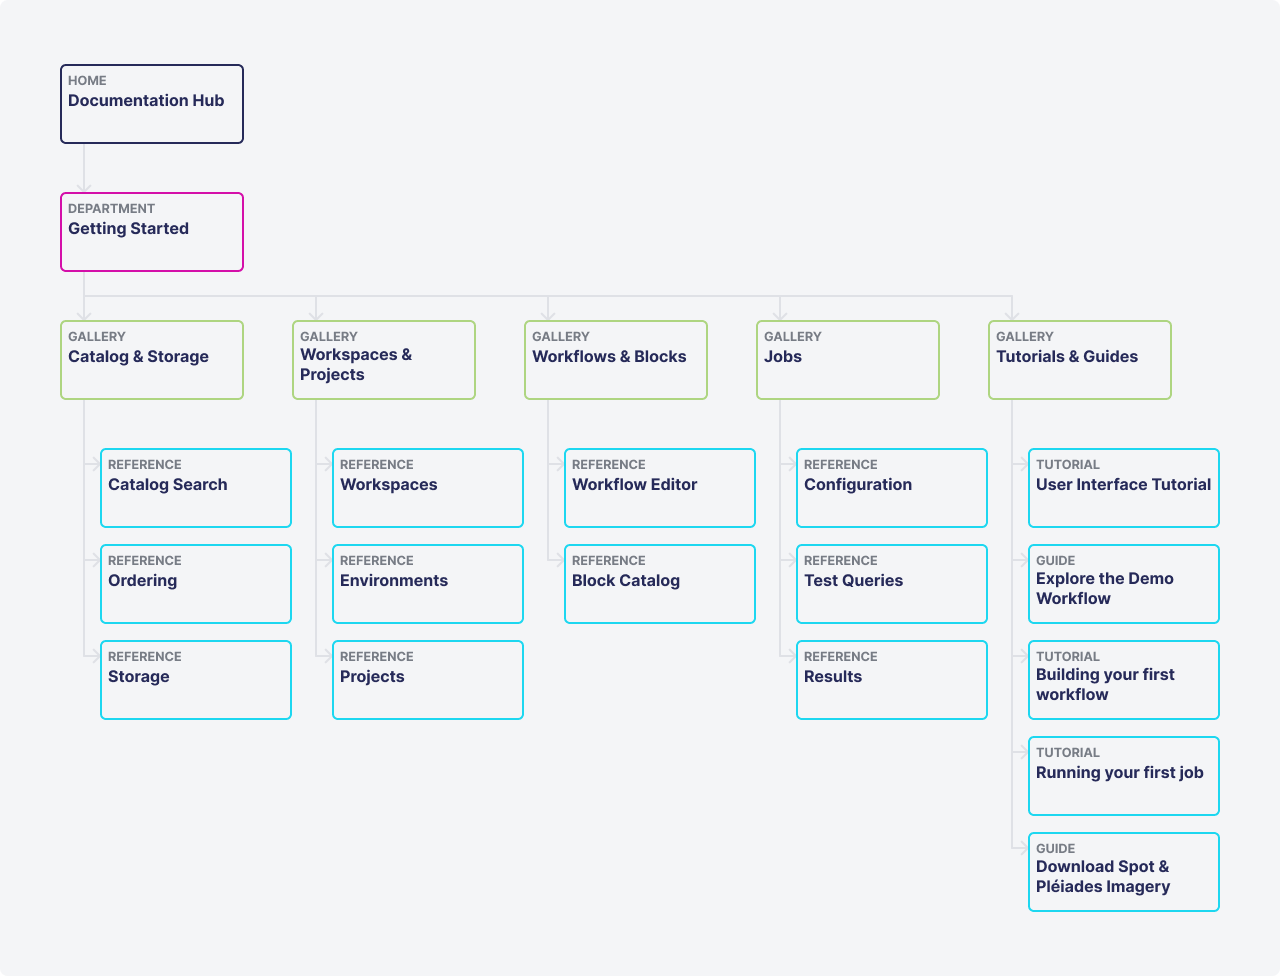 HOME
Documentation Hub
DEPARTMENT
Getting Started
GALLERY
Catalog & Storage
GALLERY
Workspaces &
Projects
GALLERY
Workflows & Blocks
GALLERY
Jobs
GALLERY
Tutorials & Guides
REFERENCE
Catalog Search
REFERENCE
Ordering
REFERENCE
Storage
REFERENCE
Workspaces
REFERENCE
Environments
REFERENCE
Projects
REFERENCE
Workflow Editor
REFERENCE
Block Catalog
REFERENCE
Configuration
REFERENCE
Test Queries
REFERENCE
Results
TUTORIAL
User Interface Tutorial
GUIDE
Explore the Demo
Workflow
TUTORIAL
Building your first
workflow
TUTORIAL
Running your first job
GUIDE
Download Spot &
Pléiades Imagery